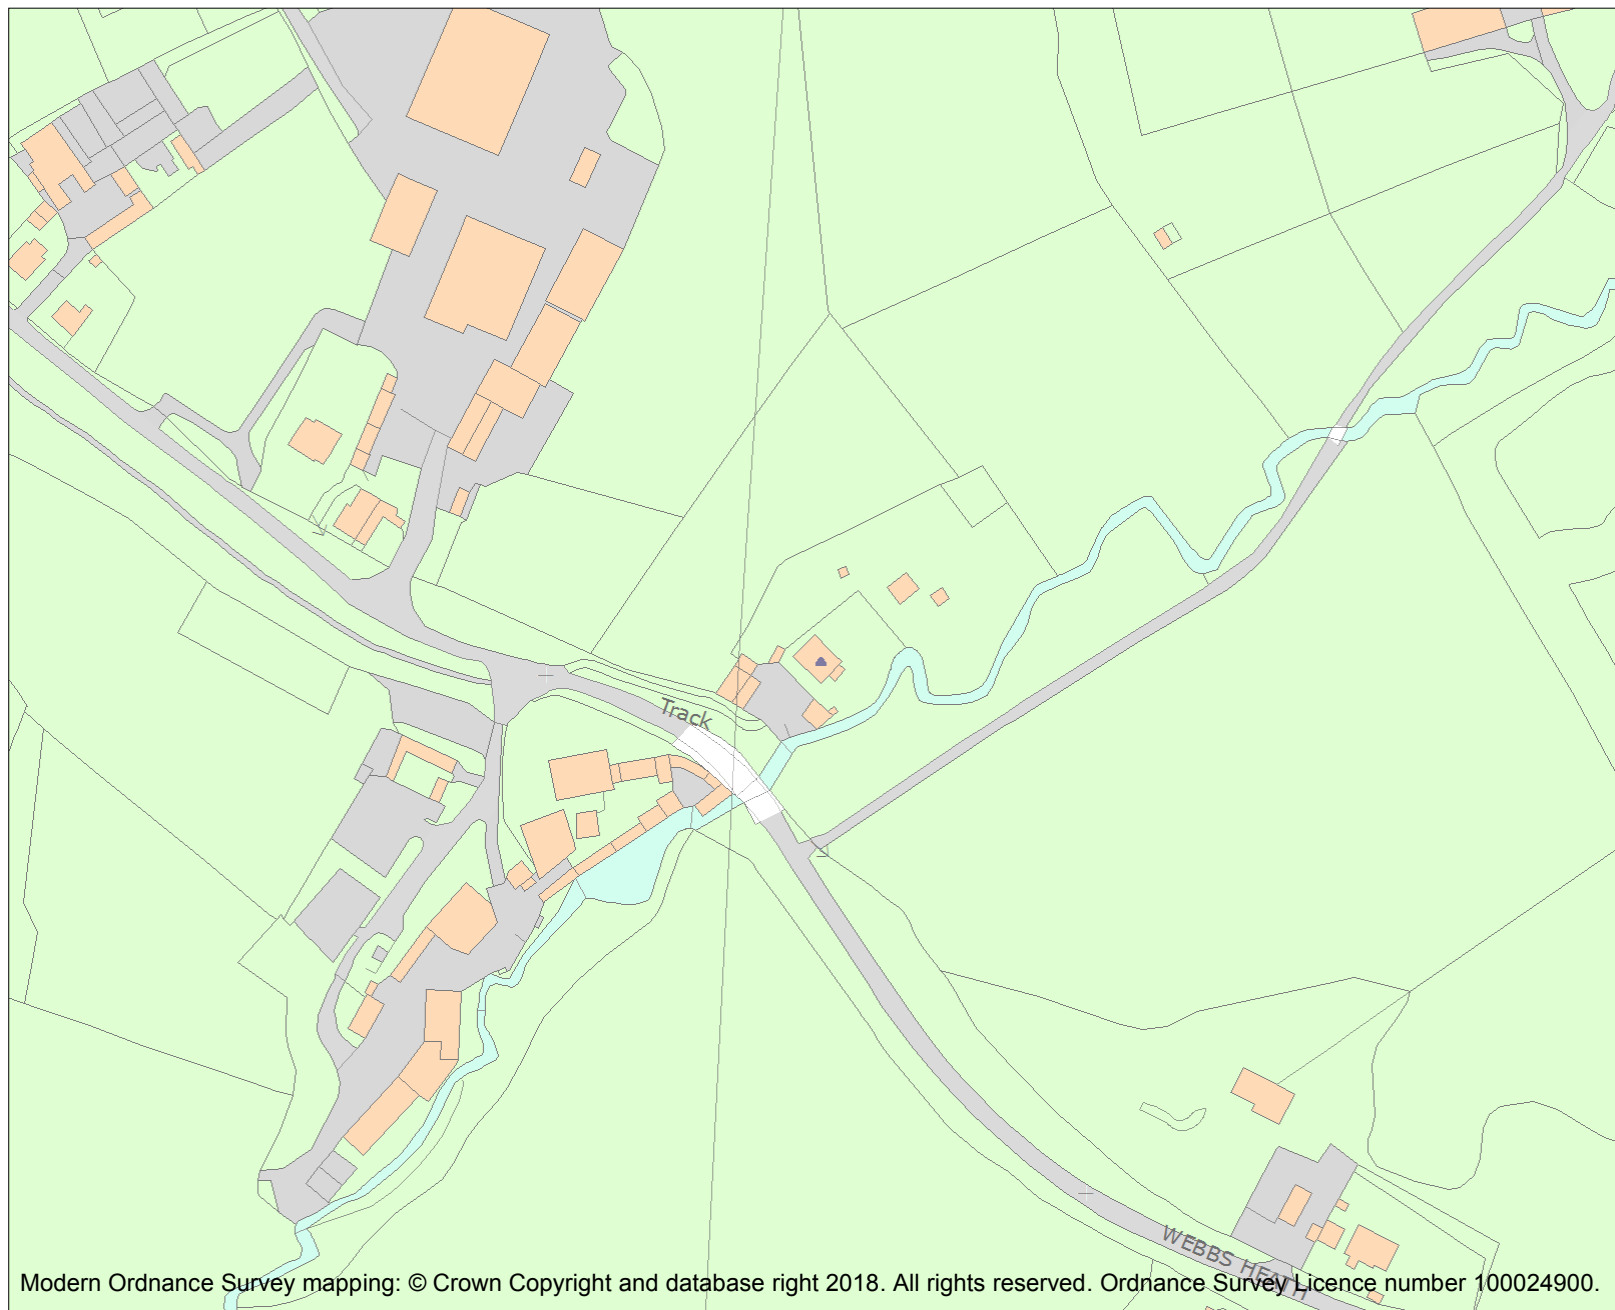 Track
WEBBS HEATH
Modern Ordnance Survey mapping: © Crown Copyright and database right 2018. All rights reserved. Ordnance Survey Licence number 100024900.